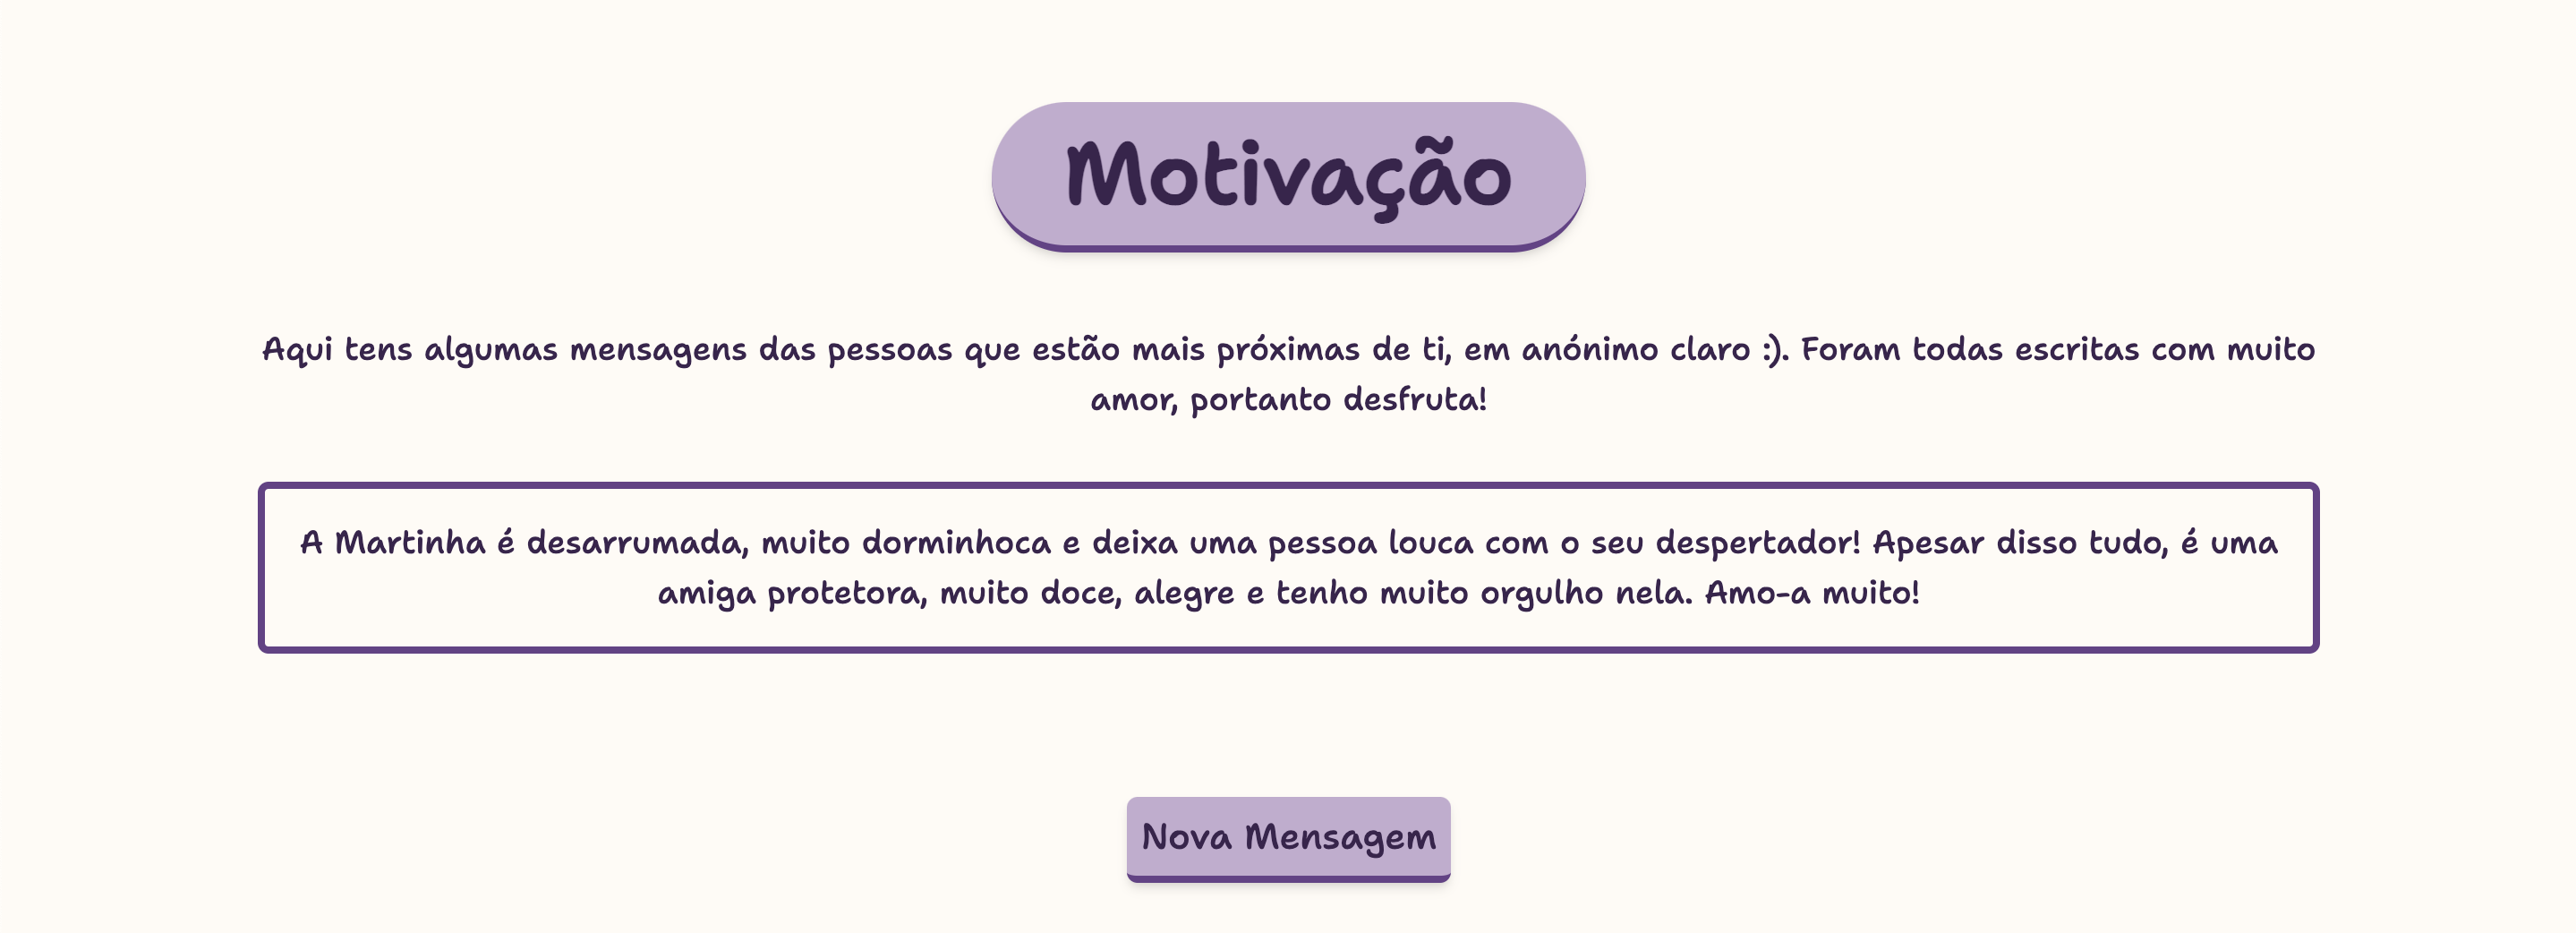 Motivação
Aqui tens algumas mensagens das pessoas que estão mais próximas de ti, em anónimo claro :). Foram todas escritas com muito
amor, portanto desfruta!
A Martinha é desarrumada, muito dorminhoca e deixa uma pessoa louca com o seu despertador! Apesar disso tudo, é uma
amiga protetora, muito doce, alegre e tenho muito orgulho nela. Amo-a muito!
Nova Mensagem